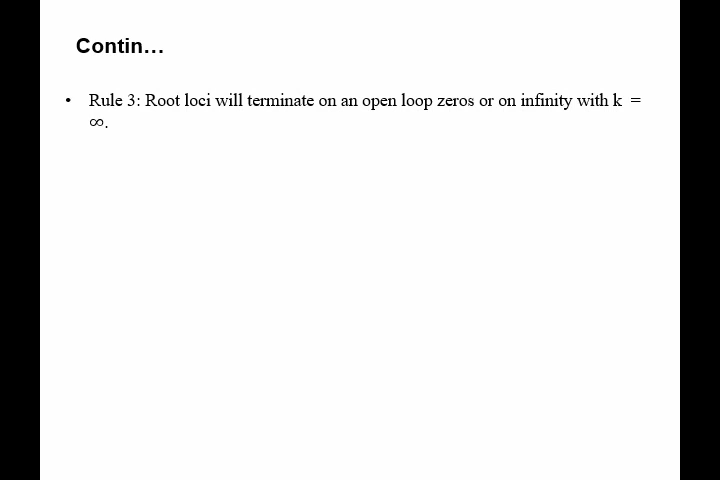 Contin…
• Rule 3: Root loci will terminate on an open loop zeros or on infinity with k =
∞.